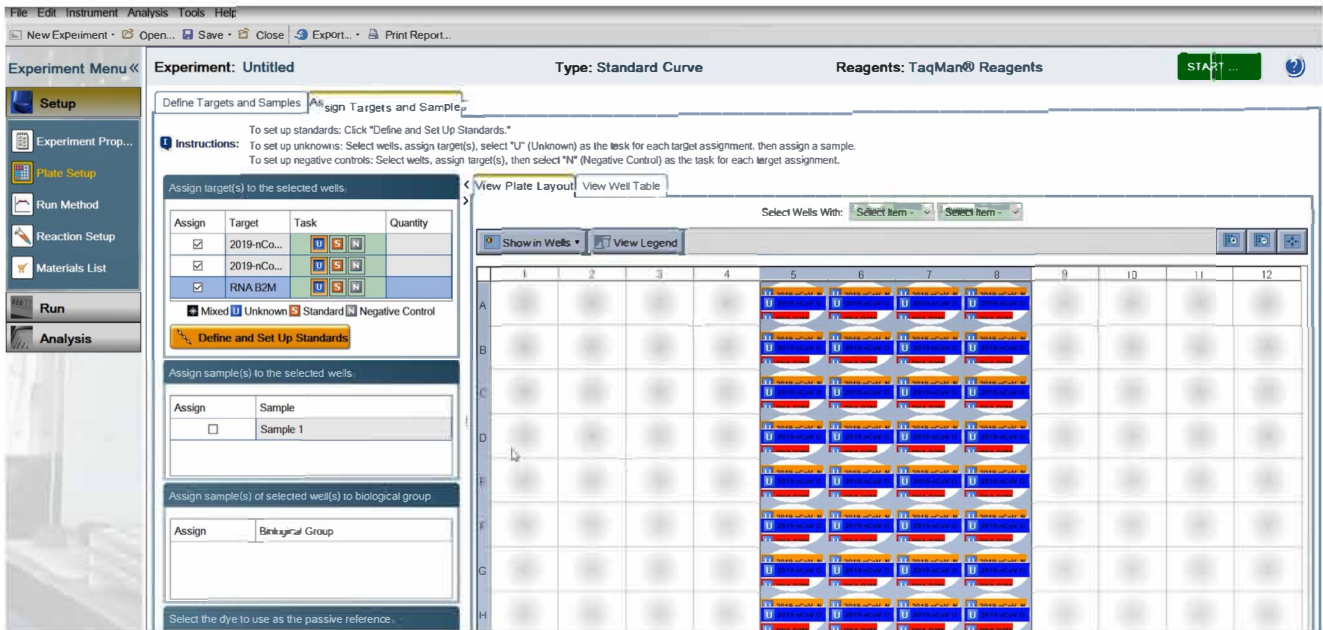 File Edit Instrument Analysis Tools Help
New Experiment Open... Save Close Export... Print Report...
Experiment Menu« Experiment: Untitled Type: Standard Curve Reagents: TaqMan® Reagents START ...
Setup
Experiment Prop...
Plate Setup
Run Method
Reaction Setup
Materials List
Run
Analysis
Define Targets and Samples Assign Targets and Samples
Instructions:
To set up standards: Click "Define and Set Up Standards."
To set up unknowns: Select wells, assign target(s), select "U" (Unknown) as the task for each target assignment. then assign a sample.
To set up negative controls: Select wells, assign target(s), then select "N" (Negative Control) as the task for each target assignment.
Assign target(s) to the selected wells.
Assign Target Task Quantity
2019-nCo... U S N
2019-nCo... U S N
RNA B2M U S N
Mixed U Unknown S Standard N Negative Control
Define and Set Up Standards
Assign sample(s) to the selected wells.
Assign Sample
Sample 1
Assign sample(s) of selected well(s) to biological group
Assign Biological Group
Select the dye to use as the passive reference.
View Plate Layout View Well Table
Select Wells With: Select Item - Select Item -
Show in Wells View Legend
1 2 3 4 5 6 7 8 9 10 11 12
A
B
C
D
E
F
G
H